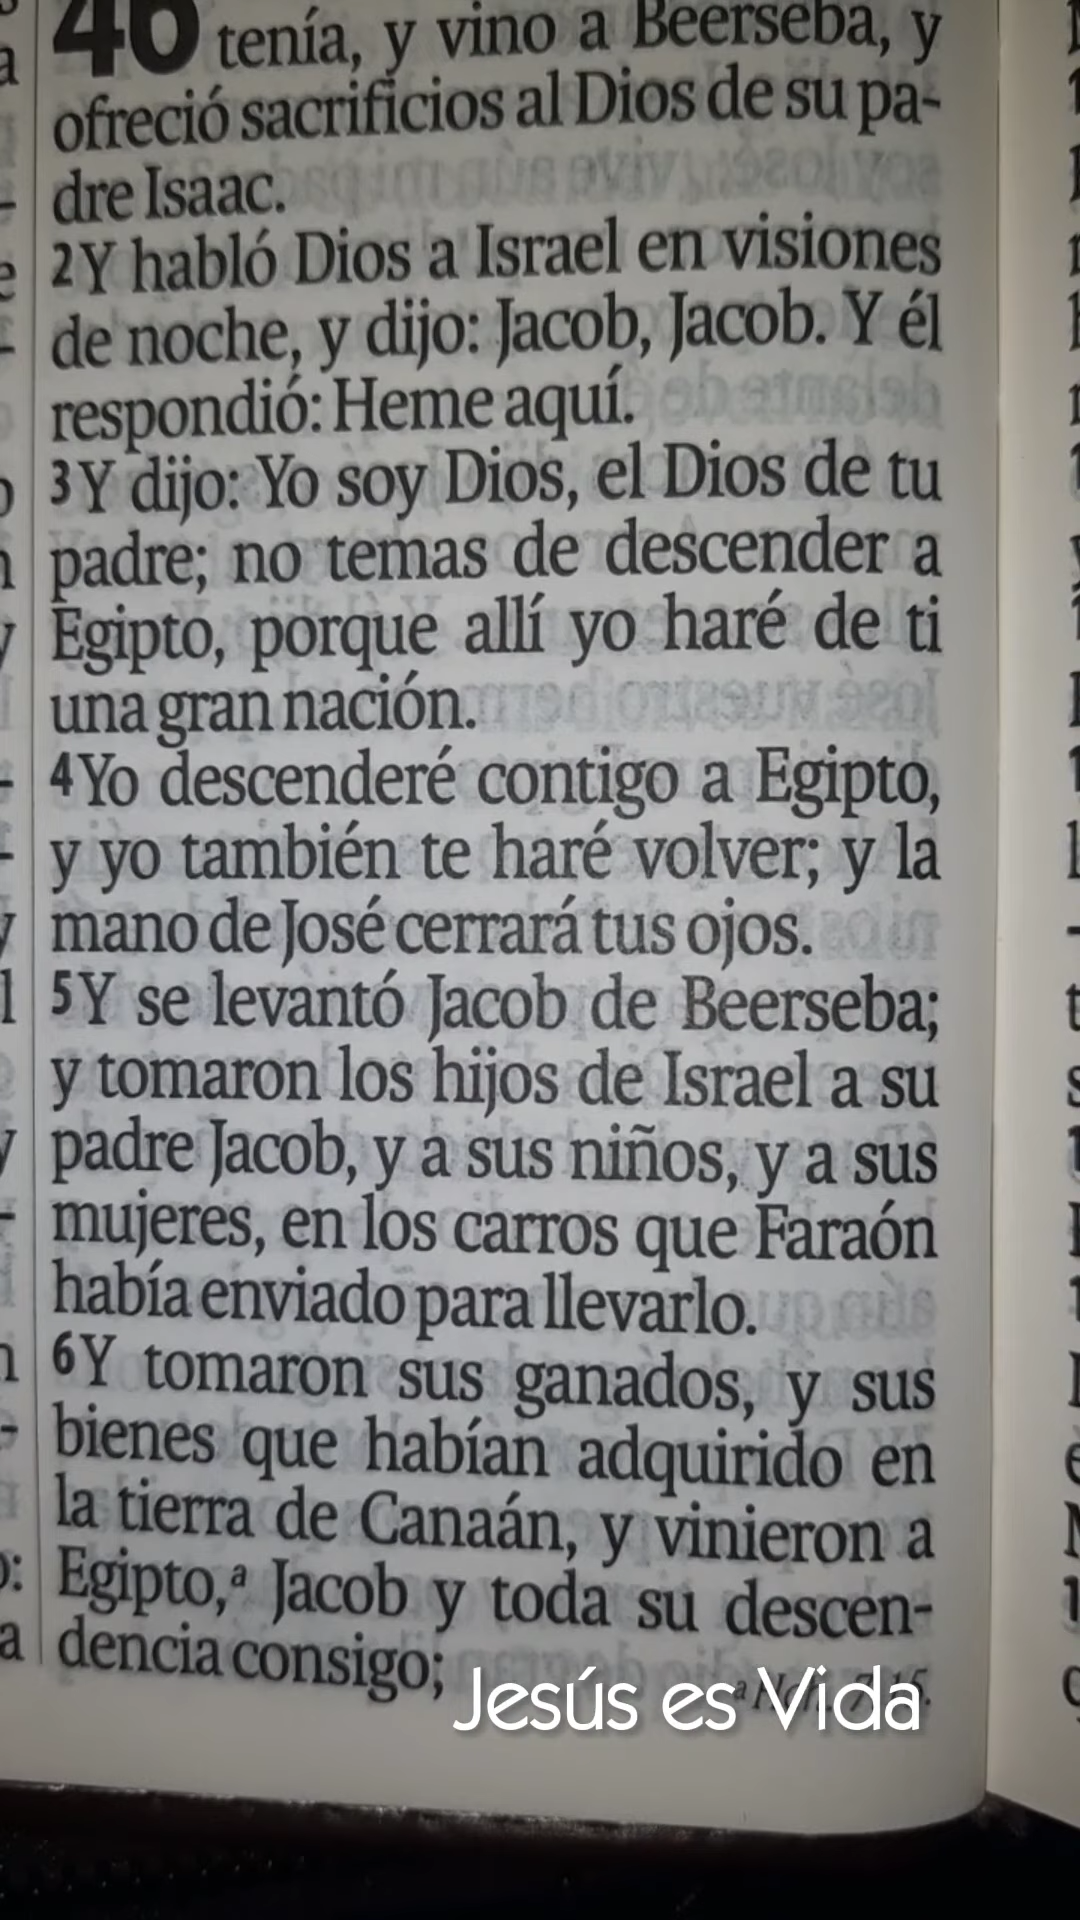 46 tenía, y vino a Beerseba, y
ofreció sacrificios al Dios de su pa-
dre Isaac.
2Y habló Dios a Israel en visiones
de noche, y dijo: Jacob, Jacob. Y él
respondió: Heme aquí.
3Y dijo: Yo soy Dios, el Dios de tu
padre; no temas de descender a
Egipto, porque allí yo haré de ti
una gran nación.
4Yo descenderé contigo a Egipto,
y yo también te haré volver; y la
mano de José cerrará tus ojos.
5Y se levantó Jacob de Beerseba;
y tomaron los hijos de Israel a su
padre Jacob, y a sus niños, y a sus
mujeres, en los carros que Faraón
había enviado para llevarlo.
6Y tomaron sus ganados, y sus
bienes que habían adquirido en
la tierra de Canaán, y vinieron a
Egipto,ª Jacob y toda su descen-
dencia consigo;
Jesús es Vida